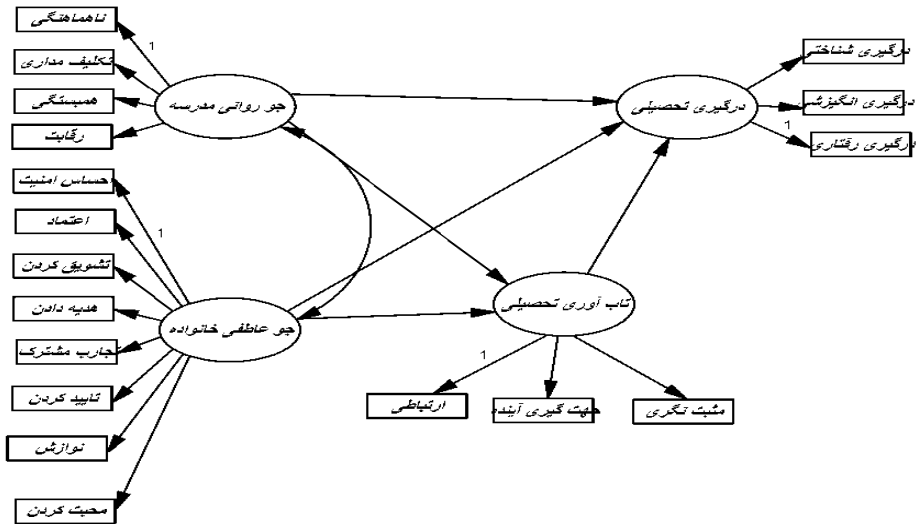 ناهماهنگی
1
تکلیف مداری
همبستگی
رقابت
جو روانی مدرسه
درگیری تحصیلی
درگیری شناختی
درگیری انگیزشی
1
درگیری رفتاری
احساس امنیت
1
اعتماد
تشویق کردن
هدیه دادن
تجارب مشترک
تایید کردن
نوازش
محبت کردن
جو عاطفی خانواده
تاب آوری تحصیلی
1
ارتباطی
جهت گیری آینده
مثبت نگری